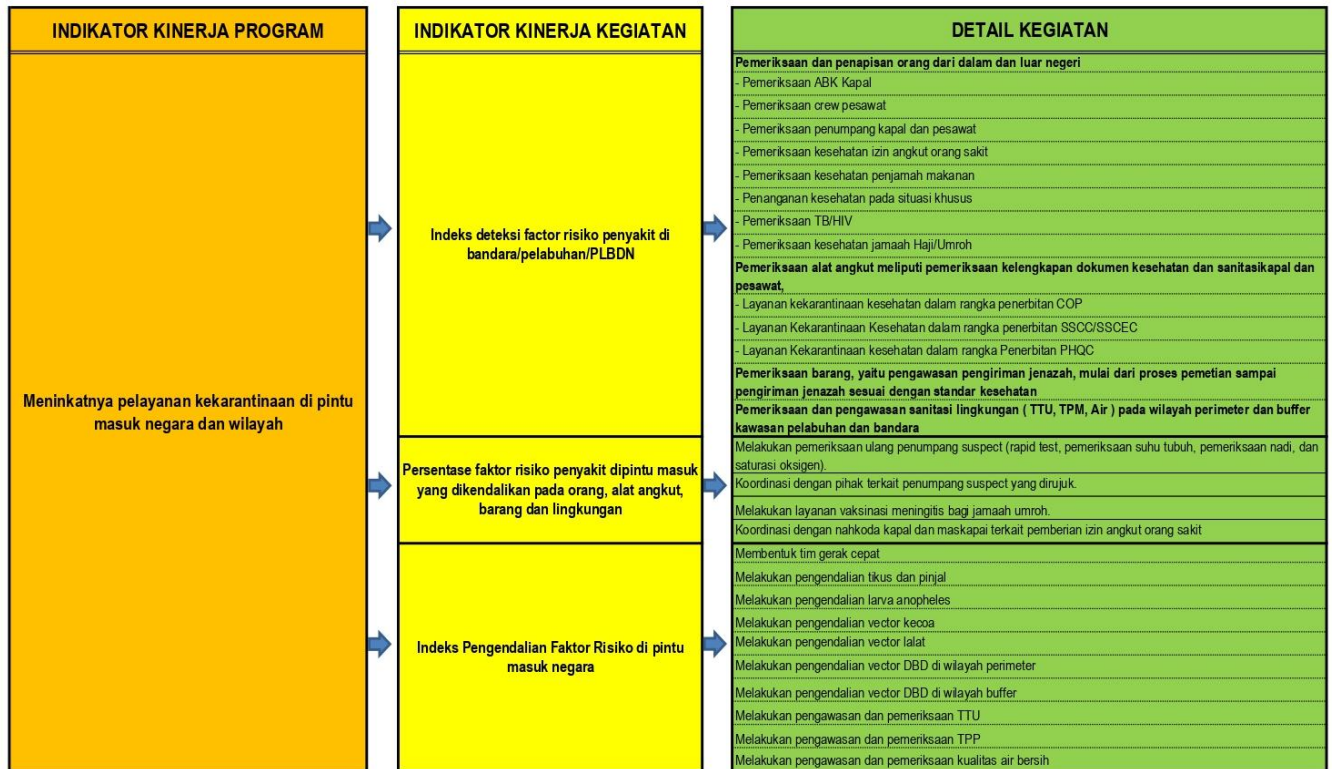 INDIKATOR KINERJA PROGRAM
Meninkatnya pelayanan kekarantinaan di pintu
masuk negara dan wilayah
INDIKATOR KINERJA KEGIATAN
Indeks deteksi factor risiko penyakit di
bandara/pelabuhan/PLBDN
Persentase faktor risiko penyakit dipintu masuk
yang dikendalikan pada orang, alat angkut,
barang dan lingkungan
Indeks Pengendalian Faktor Risiko di pintu
masuk negara
DETAIL KEGIATAN
Pemeriksaan dan penapisan orang dari dalam dan luar negeri
- Pemeriksaan ABK Kapal
- Pemeriksaan crew pesawat
- Pemeriksaan penumpang kapal dan pesawat
- Pemeriksaan kesehatan izin angkut orang sakit
- Pemeriksaan kesehatan penjamah makanan
- Penanganan kesehatan pada situasi khusus
- Pemeriksaan TB/HIV
- Pemeriksaan kesehatan jamaah Haji/Umroh
Pemeriksaan alat angkut meliputi pemeriksaan kelengkapan dokumen kesehatan dan sanitasikapal dan
pesawat,
- Layanan kekarantinaan kesehatan dalam rangka penerbitan COP
- Layanan Kekarantinaan Kesehatan dalam rangka penerbitan SSCC/SSCEC
- Layanan Kekarantinaan kesehatan dalam rangka Penerbitan PHQC
Pemeriksaan barang, yaitu pengawasan pengiriman jenazah, mulai dari proses pemetian sampai
pengiriman jenazah sesuai dengan standar kesehatan
Pemeriksaan dan pengawasan sanitasi lingkungan ( TTU, TPM, Air ) pada wilayah perimeter dan buffer
kawasan pelabuhan dan bandara
Melakukan pemeriksaan ulang penumpang suspect (rapid test, pemeriksaan suhu tubuh, pemeriksaan nadi, dan
saturasi oksigen).
Koordinasi dengan pihak terkait penumpang suspect yang dirujuk.
Melakukan layanan vaksinasi meningitis bagi jamaah umroh.
Koordinasi dengan nahkoda kapal dan maskapai terkait pemberian izin angkut orang sakit
Membentuk tim gerak cepat
Melakukan pengendalian tikus dan pinjal
Melakukan pengendalian larva anopheles
Melakukan pengendalian vector kecoa
Melakukan pengendalian vector lalat
Melakukan pengendalian vector DBD di wilayah perimeter
Melakukan pengendalian vector DBD di wilayah buffer
Melakukan pengawasan dan pemeriksaan TTU
Melakukan pengawasan dan pemeriksaan TPP
Melakukan pengawasan dan pemeriksaan kualitas air bersih